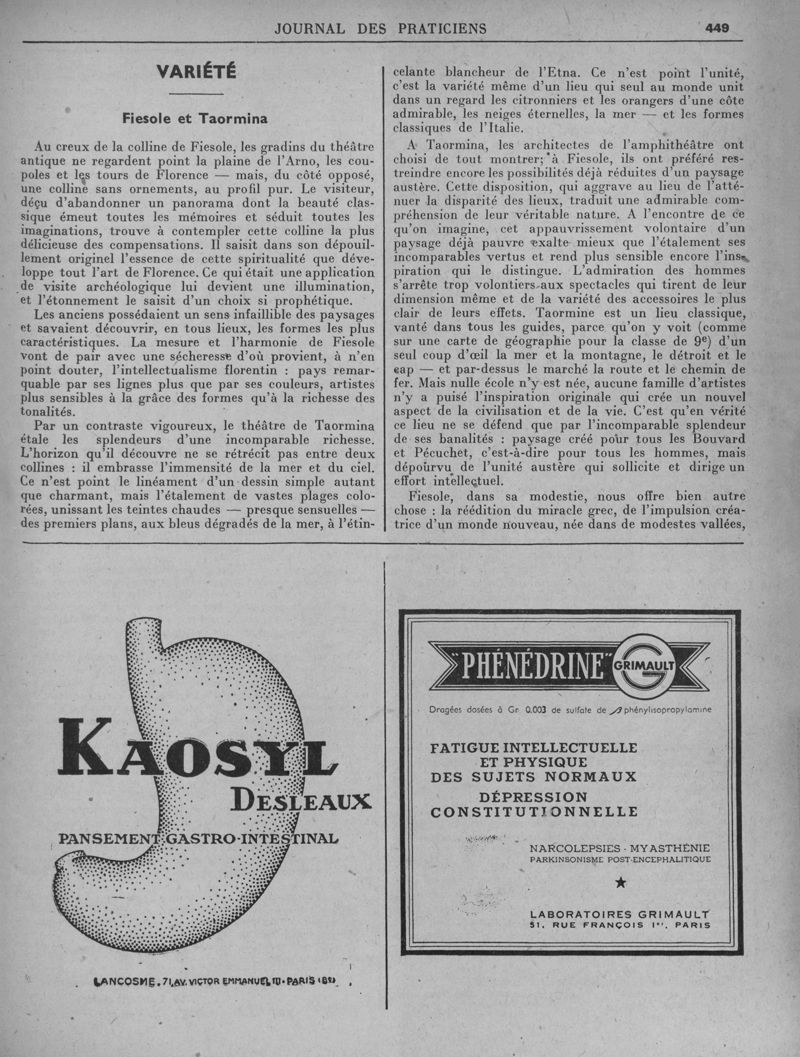 JOURNAL DES PRATICIENS 449
VARIÉTÉ
Fiesole et Taormina
Au creux de la colline de Fiesole, les gradins du théâtre
antique ne regardent point la plaine de l'Arno, les cou-
poles et les tours de Florence — mais, du côté opposé,
une colline sans ornements, au profil pur. Le visiteur,
déçu d'abandonner un panorama dont la beauté clas-
sique émeut toutes les mémoires et séduit toutes les
imaginations, trouve à contempler cette colline la plus
délicieuse des compensations. Il saisit dans son dépouil-
lement originel l'essence de cette spiritualité que déve-
loppe tout l'art de Florence. Ce qui était une application
de visite archéologique lui devient une illumination,
et l'étonnement le saisit d'un choix si prophétique.
Les anciens possédaient un sens infaillible des paysages
et savaient découvrir, en tous lieux, les formes les plus
caractéristiques. La mesure et l'harmonie de Fiesole
vont de pair avec une sécheresse d'où provient, à n'en
point douter, l'intellectualisme florentin : pays remar-
quable par ses lignes plus que par ses couleurs, artistes
plus sensibles à la grâce des formes qu'à la richesse des
tonalités.
Par un contraste vigoureux, le théâtre de Taormina
étale les splendeurs d'une incomparable richesse.
L'horizon qu'il découvre ne se rétrécit pas entre deux
collines : il embrasse l'immensité de la mer et du ciel.
Ce n'est point le linéament d'un dessin simple autant
que charmant, mais l'étalement de vastes plages colo-
rées, unissant les teintes chaudes — presque sensuelles —
des premiers plans, aux bleus dégradés de la mer, à l'étin-
celante blancheur de l'Etna. Ce n'est point l'unité,
c'est la variété même d'un lieu qui seul au monde unit
dans un regard les citronniers et les orangers d'une côte
admirable, les neiges éternelles, la mer — et les formes
classiques de l'Italie.
A Taormina, les architectes de l'amphithéâtre ont
choisi de tout montrer; à Fiesole, ils ont préféré res-
treindre encore les possibilités déjà réduites d'un paysage
austère. Cette disposition, qui aggrave au lieu de l'atté-
nuer la disparité des lieux, traduit une admirable com-
préhension de leur véritable nature. A l'encontre de ce
qu'on imagine, cet appauvrissement volontaire d'un
paysage déjà pauvre exalte mieux que l'étalement ses
incomparables vertus et rend plus sensible encore l'ins-
piration qui le distingue. L'admiration des hommes
s'arrête trop volontiers aux spectacles qui tirent de leur
dimension même et de la variété des accessoires le plus
clair de leurs effets. Taormine est un lieu classique,
vanté dans tous les guides, parce qu'on y voit (comme
sur une carte de géographie pour la classe de 9e) d'un
seul coup d'œil la mer et la montagne, le détroit et le
cap — et par-dessus le marché la route et le chemin de
fer. Mais nulle école n'y est née, aucune famille d'artistes
n'y a puisé l'inspiration originale qui crée un nouvel
aspect de la civilisation et de la vie. C'est qu'en vérité
ce lieu ne se défend que par l'incomparable splendeur
de ses banalités : paysage créé pour tous les Bouvard
et Pécuchet, c'est-à-dire pour tous les hommes, mais
dépourvu de l'unité austère qui sollicite et dirige un
effort intellectuel.
Fiesole, dans sa modestie, nous offre bien autre
chose : la réédition du miracle grec, de l'impulsion créa-
trice d'un monde nouveau, née dans de modestes vallées,
KAOSYL
DESLEAUX
PANSEMENT GASTRO-INTESTINAL
LANCOSME. 71, AV. VICTOR EMMANUEL III. PARIS (8e)
"PHÉNÉDRINE" GRIMAULT
Dragées dosées à Gr 0.003 de sulfate de β phénylisopropylamine
FATIGUE INTELLECTUELLE
ET PHYSIQUE
DES SUJETS NORMAUX
DÉPRESSION
CONSTITUTIONNELLE
NARCOLEPSIES - MYASTHÉNIE
PARKINSONISME POST-ENCEPHALITIQUE
LABORATOIRES GRIMAULT
51, RUE FRANÇOIS Ier, PARIS